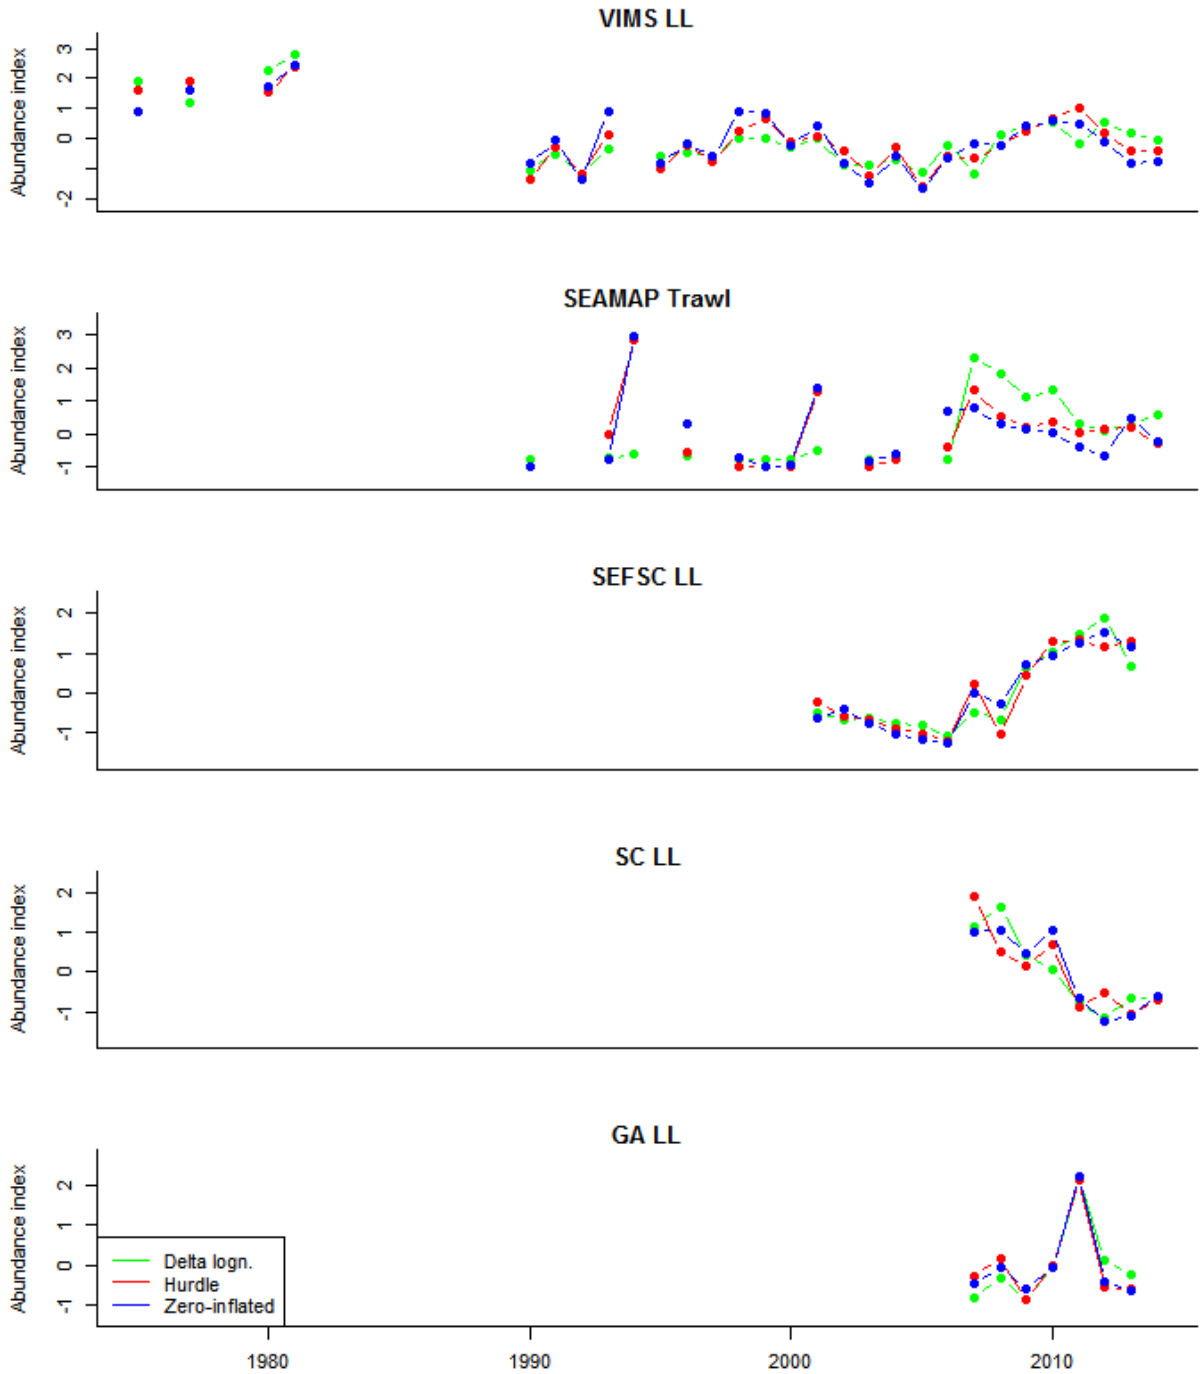 VIMS LL
Abundance index
3
2
1
0
-2
SEAMAP Trawl
Abundance index
3
2
1
0
-1
SEFSC LL
Abundance index
2
1
0
-1
SC LL
Abundance index
2
1
0
-1
GA LL
Abundance index
2
1
0
-1
Delta logn.
Hurdle
Zero-inflated
1980 1990 2000 2010